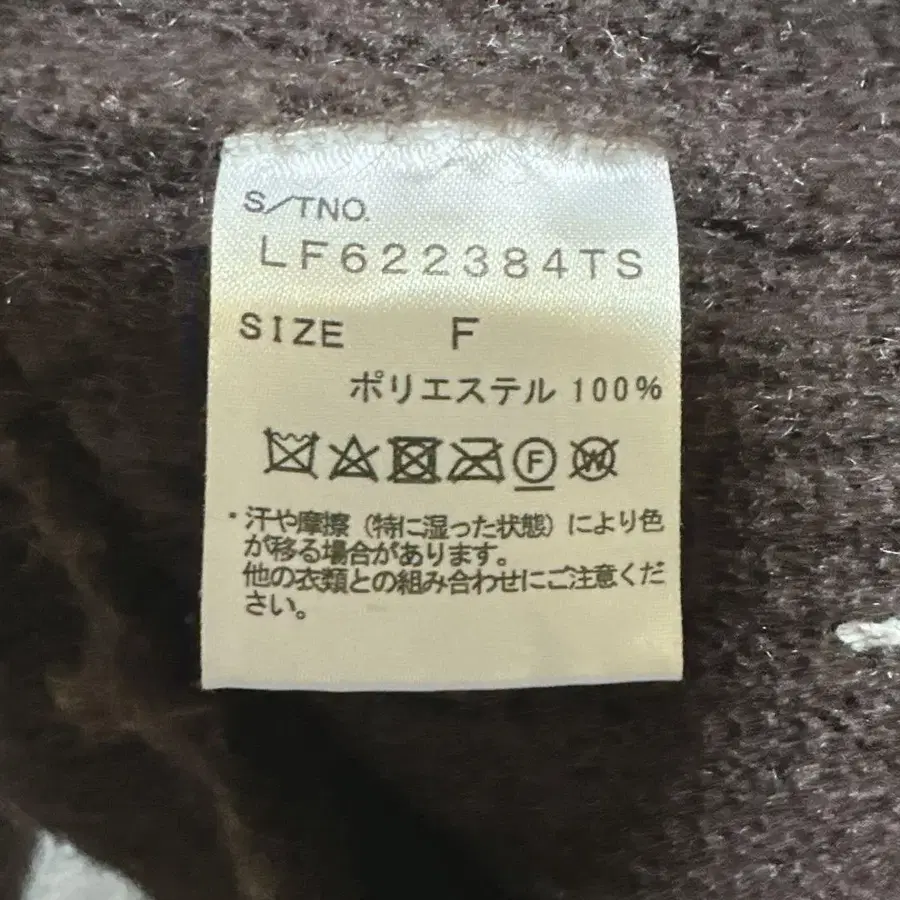 S/TNO.
LF622384TS
SIZE F
ポリエステル 100%
F W
・汗や摩擦（特に湿った状態）により色
が移る場合があります。
他の衣類との組み合わせにご注意くだ
さい。